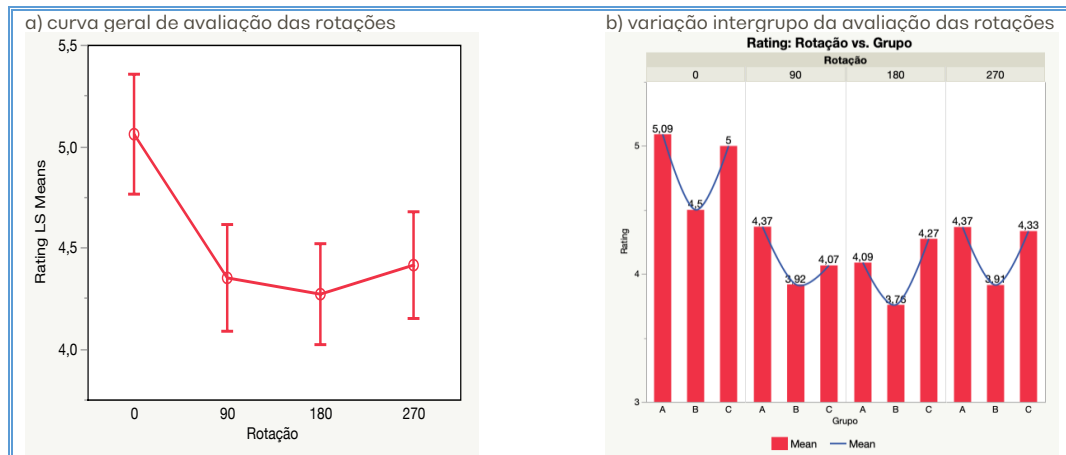 a) curva geral de avaliação das rotações
5,5
5,0
4,5
4,0
Rating LS Means
0 90 180 270
Rotação
b) variação intergrupo da avaliação das rotações
Rating: Rotação vs. Grupo
Rotação
0 90 180 270
5
4
3
Rating
5,09 4,5 5 4,37 3,92 4,07 4,09 3,75 4,27 4,37 3,91 4,33
A B C A B C A B C A B C
Grupo
Mean Mean